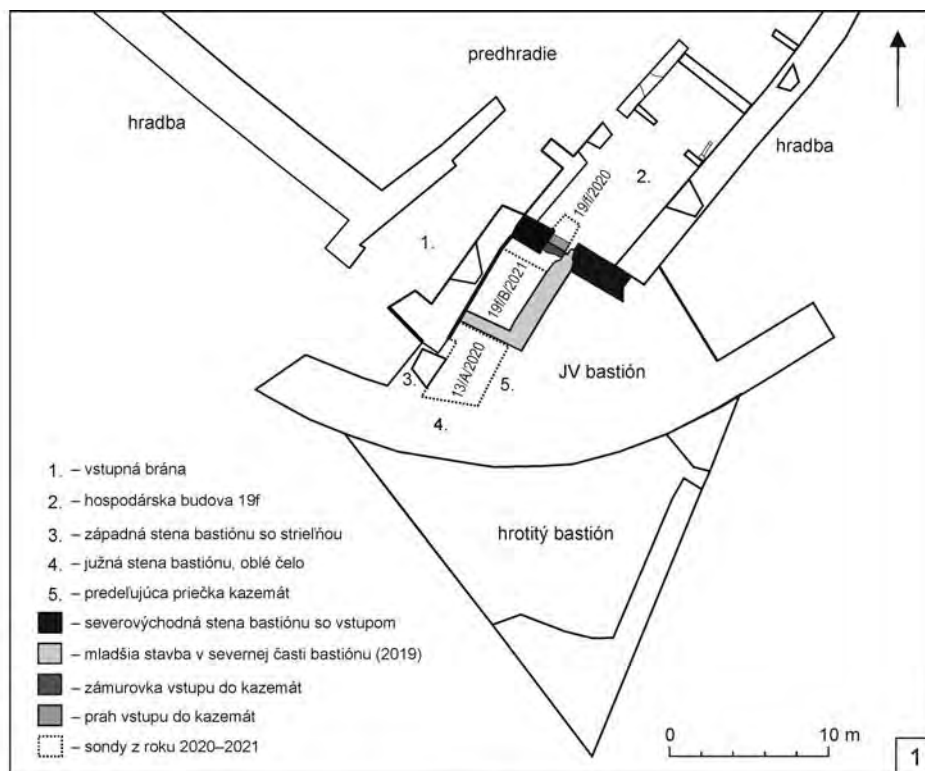 predhradie
hradba
hradba
1.
2.
19/f/2020
19f/B/2021
13/A/2020
3.
5.
4.
JV bastión
hrotitý bastión
1. – vstupná brána
2 – hospodárska budova 19f
3 – západná stena bastiónu so strieľňou
4 – južná stena bastiónu, oblé čelo
5 – predeľujúca priečka kazemát
– severovýchodná stena bastiónu so vstupom
– mladšia stavba v severnej časti bastiónu (2019)
– zámurovka vstupu do kazemát
– prah vstupu do kazemát
– sondy z roku 2020–2021
0 10 m
1